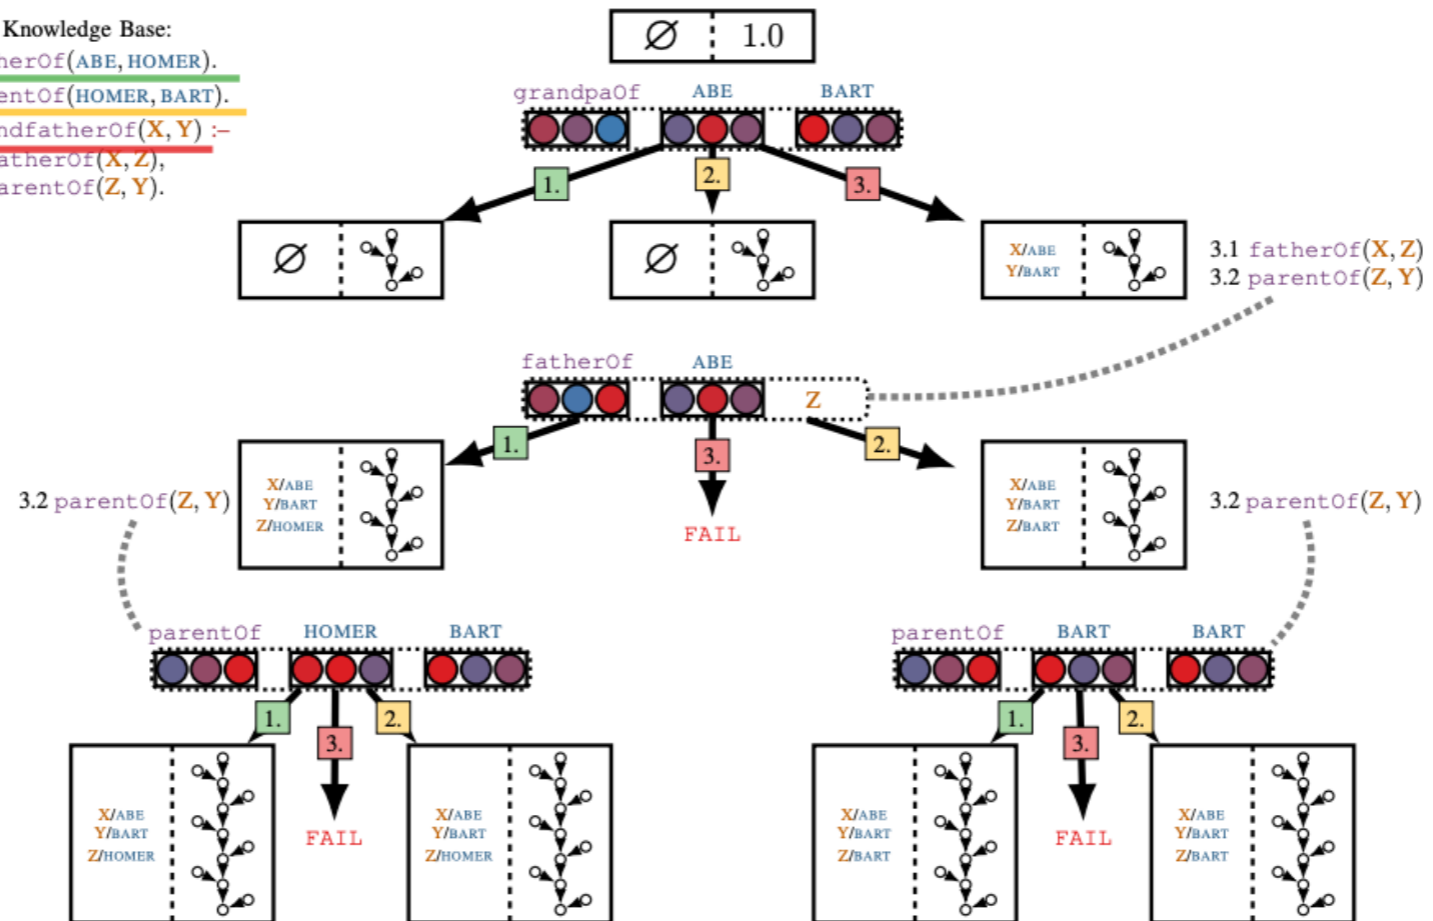 Knowledge Base:
herOf(ABE, HOMER).
entOf(HOMER, BART).
ndfatherOf(X, Y) :–
atherOf(X, Z),
arentOf(Z, Y).
∅ 1.0
grandpaOf ABE BART
1. 2. 3.
∅ ∅ X/ABE
Y/BART
3.1 fatherOf(X, Z)
3.2 parentOf(Z, Y)
fatherOf ABE
Z
1. 3. 2.
3.2 parentOf(Z, Y)
X/ABE
Y/BART
Z/HOMER
FAIL
X/ABE
Y/BART
Z/BART
3.2 parentOf(Z, Y)
parentOf HOMER BART
1. 3. 2.
X/ABE
Y/BART
Z/HOMER
FAIL
X/ABE
Y/BART
Z/HOMER
parentOf BART BART
1. 3. 2.
X/ABE
Y/BART
Z/BART
FAIL
X/ABE
Y/BART
Z/BART